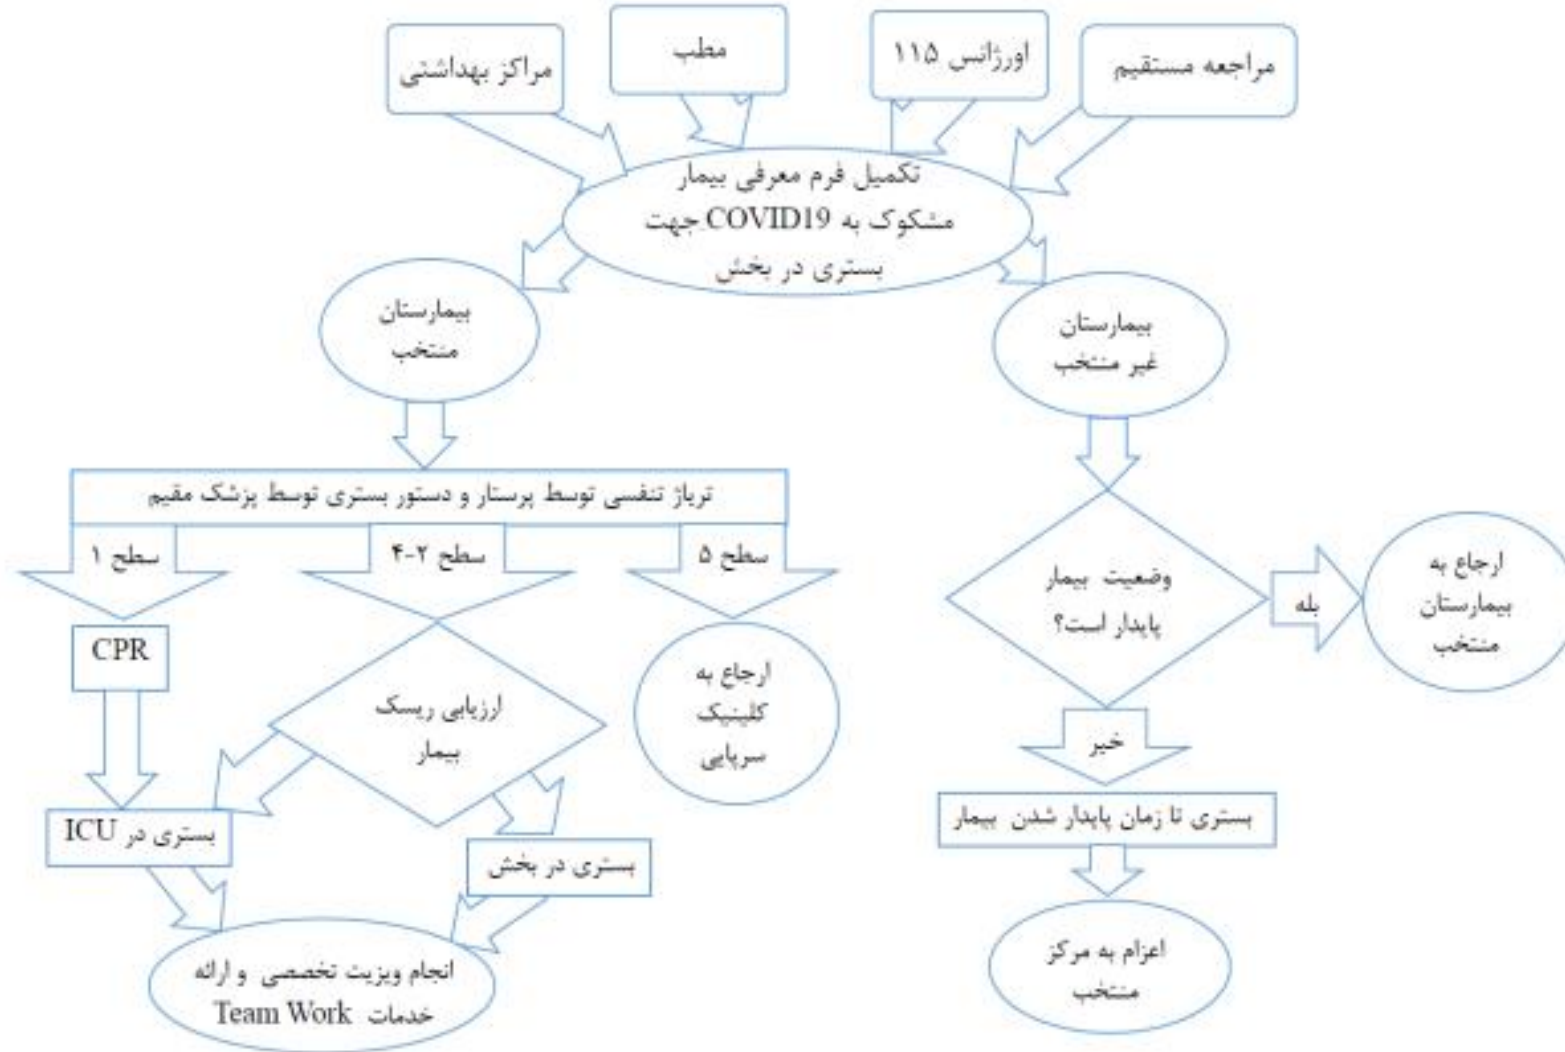 مراجعه مستقیم
اورژانس ۱۱۵
مطب
مراکز بهداشتی
تکمیل فرم معرفی بیمار
مشکوک به COVID19 جهت
بستری در بخش
بیمارستان
غیر منتخب
بیمارستان
منتخب
تریاژ تنفسی توسط پرستار و دستور بستری توسط پزشک مقیم
سطح ۵
سطح ۲-۴
سطح ۱
وضعیت بیمار
پایدار است؟
بله
ارجاع به
بیمارستان
منتخب
خیر
بستری تا زمان پایدار شدن بیمار
اعزام به مرکز
منتخب
ارجاع به
کلینیک
سرپایی
ارزیابی ریسک
بیمار
CPR
بستری در ICU
بستری در بخش
انجام ویزیت تخصصی و ارائه
خدمات Team Work